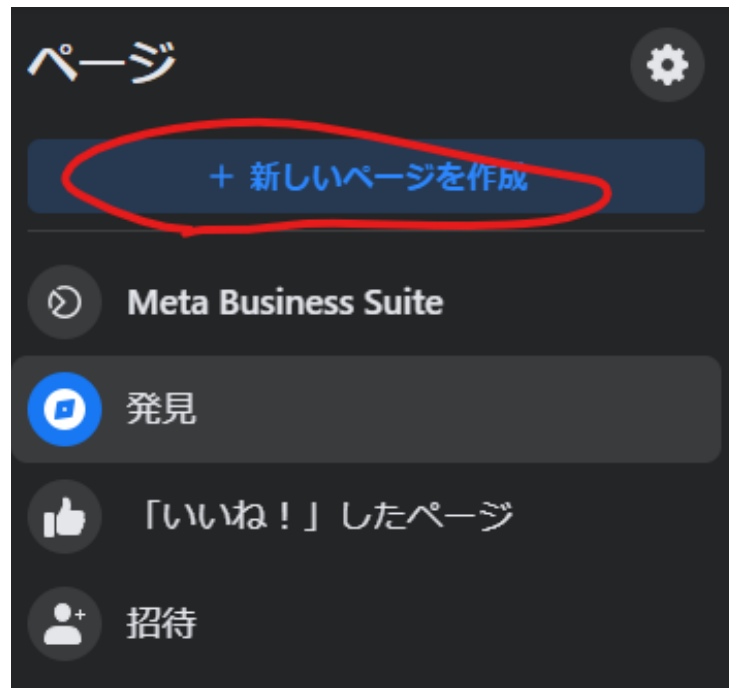 ページ
+ 新しいページを作成
Meta Business Suite
発見
「いいね！」したページ
招待